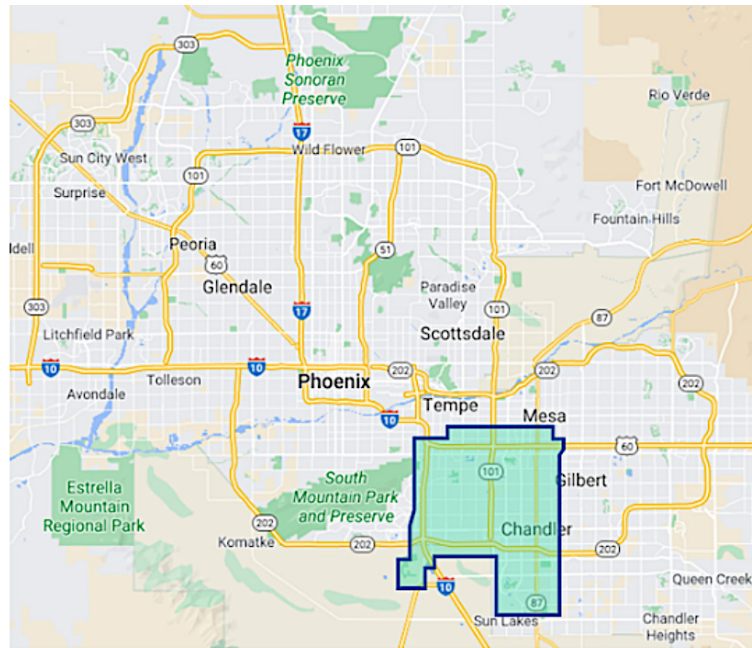 303
Phoenix
Sonoran
Preserve
Rio Verde
303
17
Wild Flower
101
Sun City West
101
Fort McDowell
Surprise
Fountain Hills
Peoria
51
ldell
60
Glendale
Paradise
Valley
303
17
101
87
Litchfield Park
Scottsdale
10
10
202
202
Phoenix
Tolleson
202
Avondale
Tempe
Mesa
10
60
101
Estrella
Mountain
Regional Park
South
Mountain Park
and Preserve
Gilbert
202
Chandler
Komatke
202
202
Queen Creek
10
87
Sun Lakes
Chandler
Heights